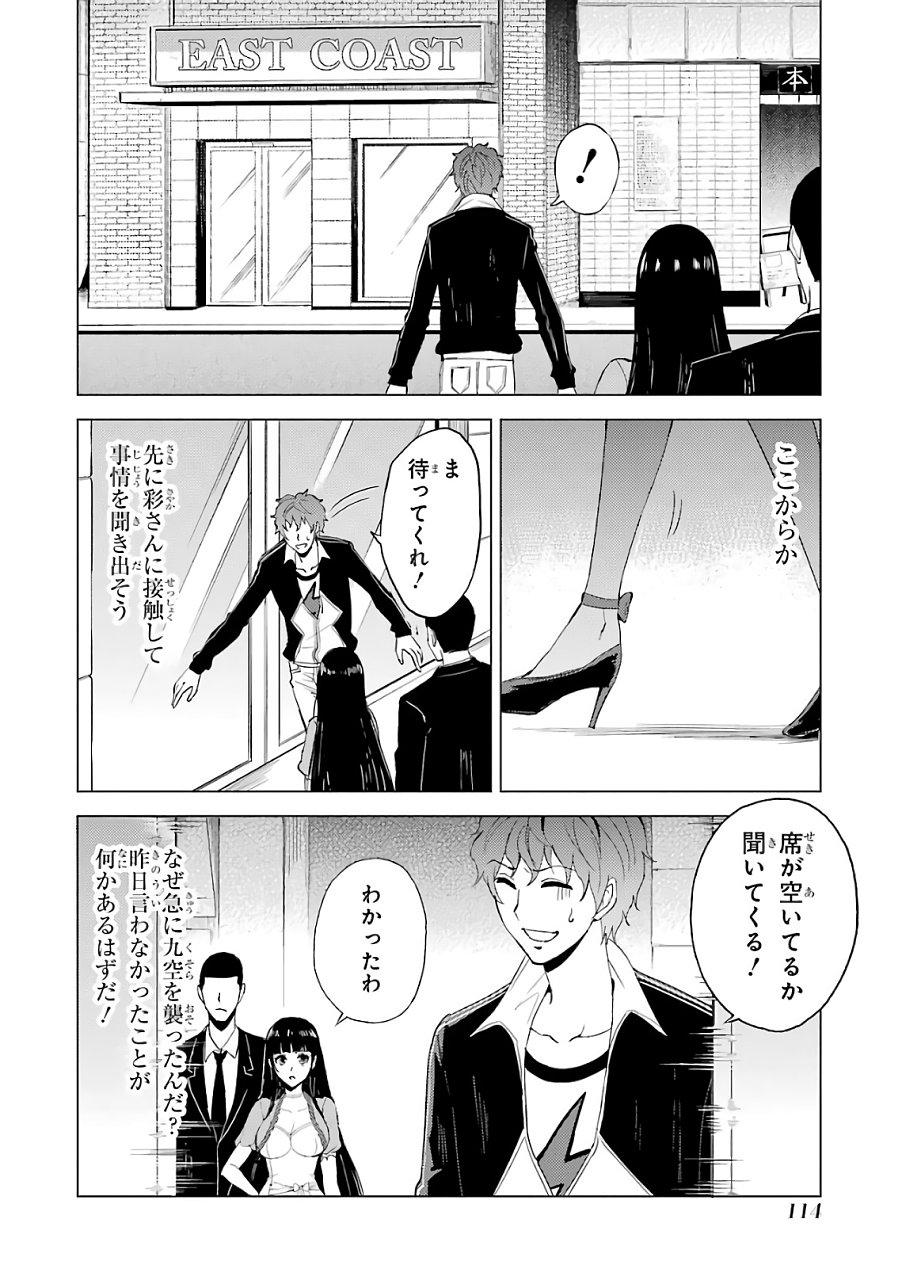 EAST COAST
本
！
ここからか
ま
待ってくれ！
先に彩さんに接触して
事情を聞き出そう
席が空いてるか
聞いてくる！
わかったわ
なぜ急に九空を襲ったんだ？
昨日言わなかったことが
何かあるはずだ！
114